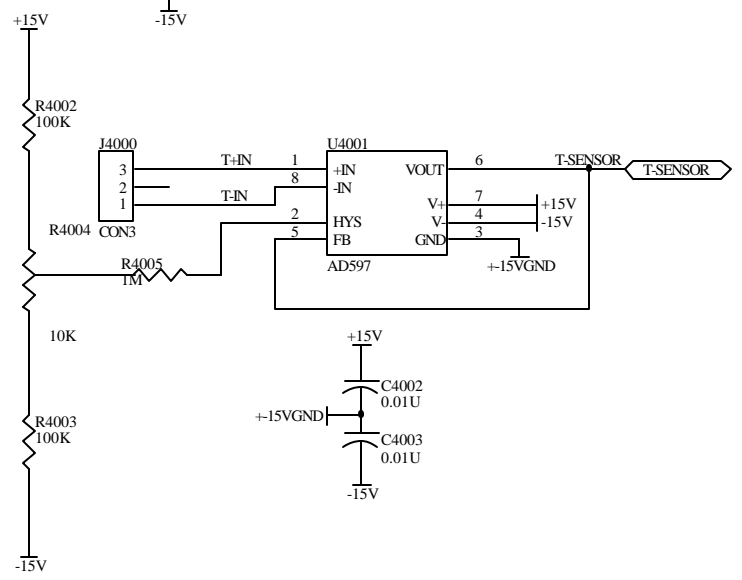 +15V
-15V
R4002
100K
J4000
3
2
1
CON3
T+IN
T-IN
1
8
2
5
U4001
+IN
-IN
HYS
FB
VOUT
V+
V-
GND
AD597
6
7
4
3
T-SENSOR
T-SENSOR
+15V
-15V
+-15VGND
R4004
R4005
1M
10K
+15V
C4002
0.01U
+-15VGND
C4003
0.01U
-15V
R4003
100K
-15V